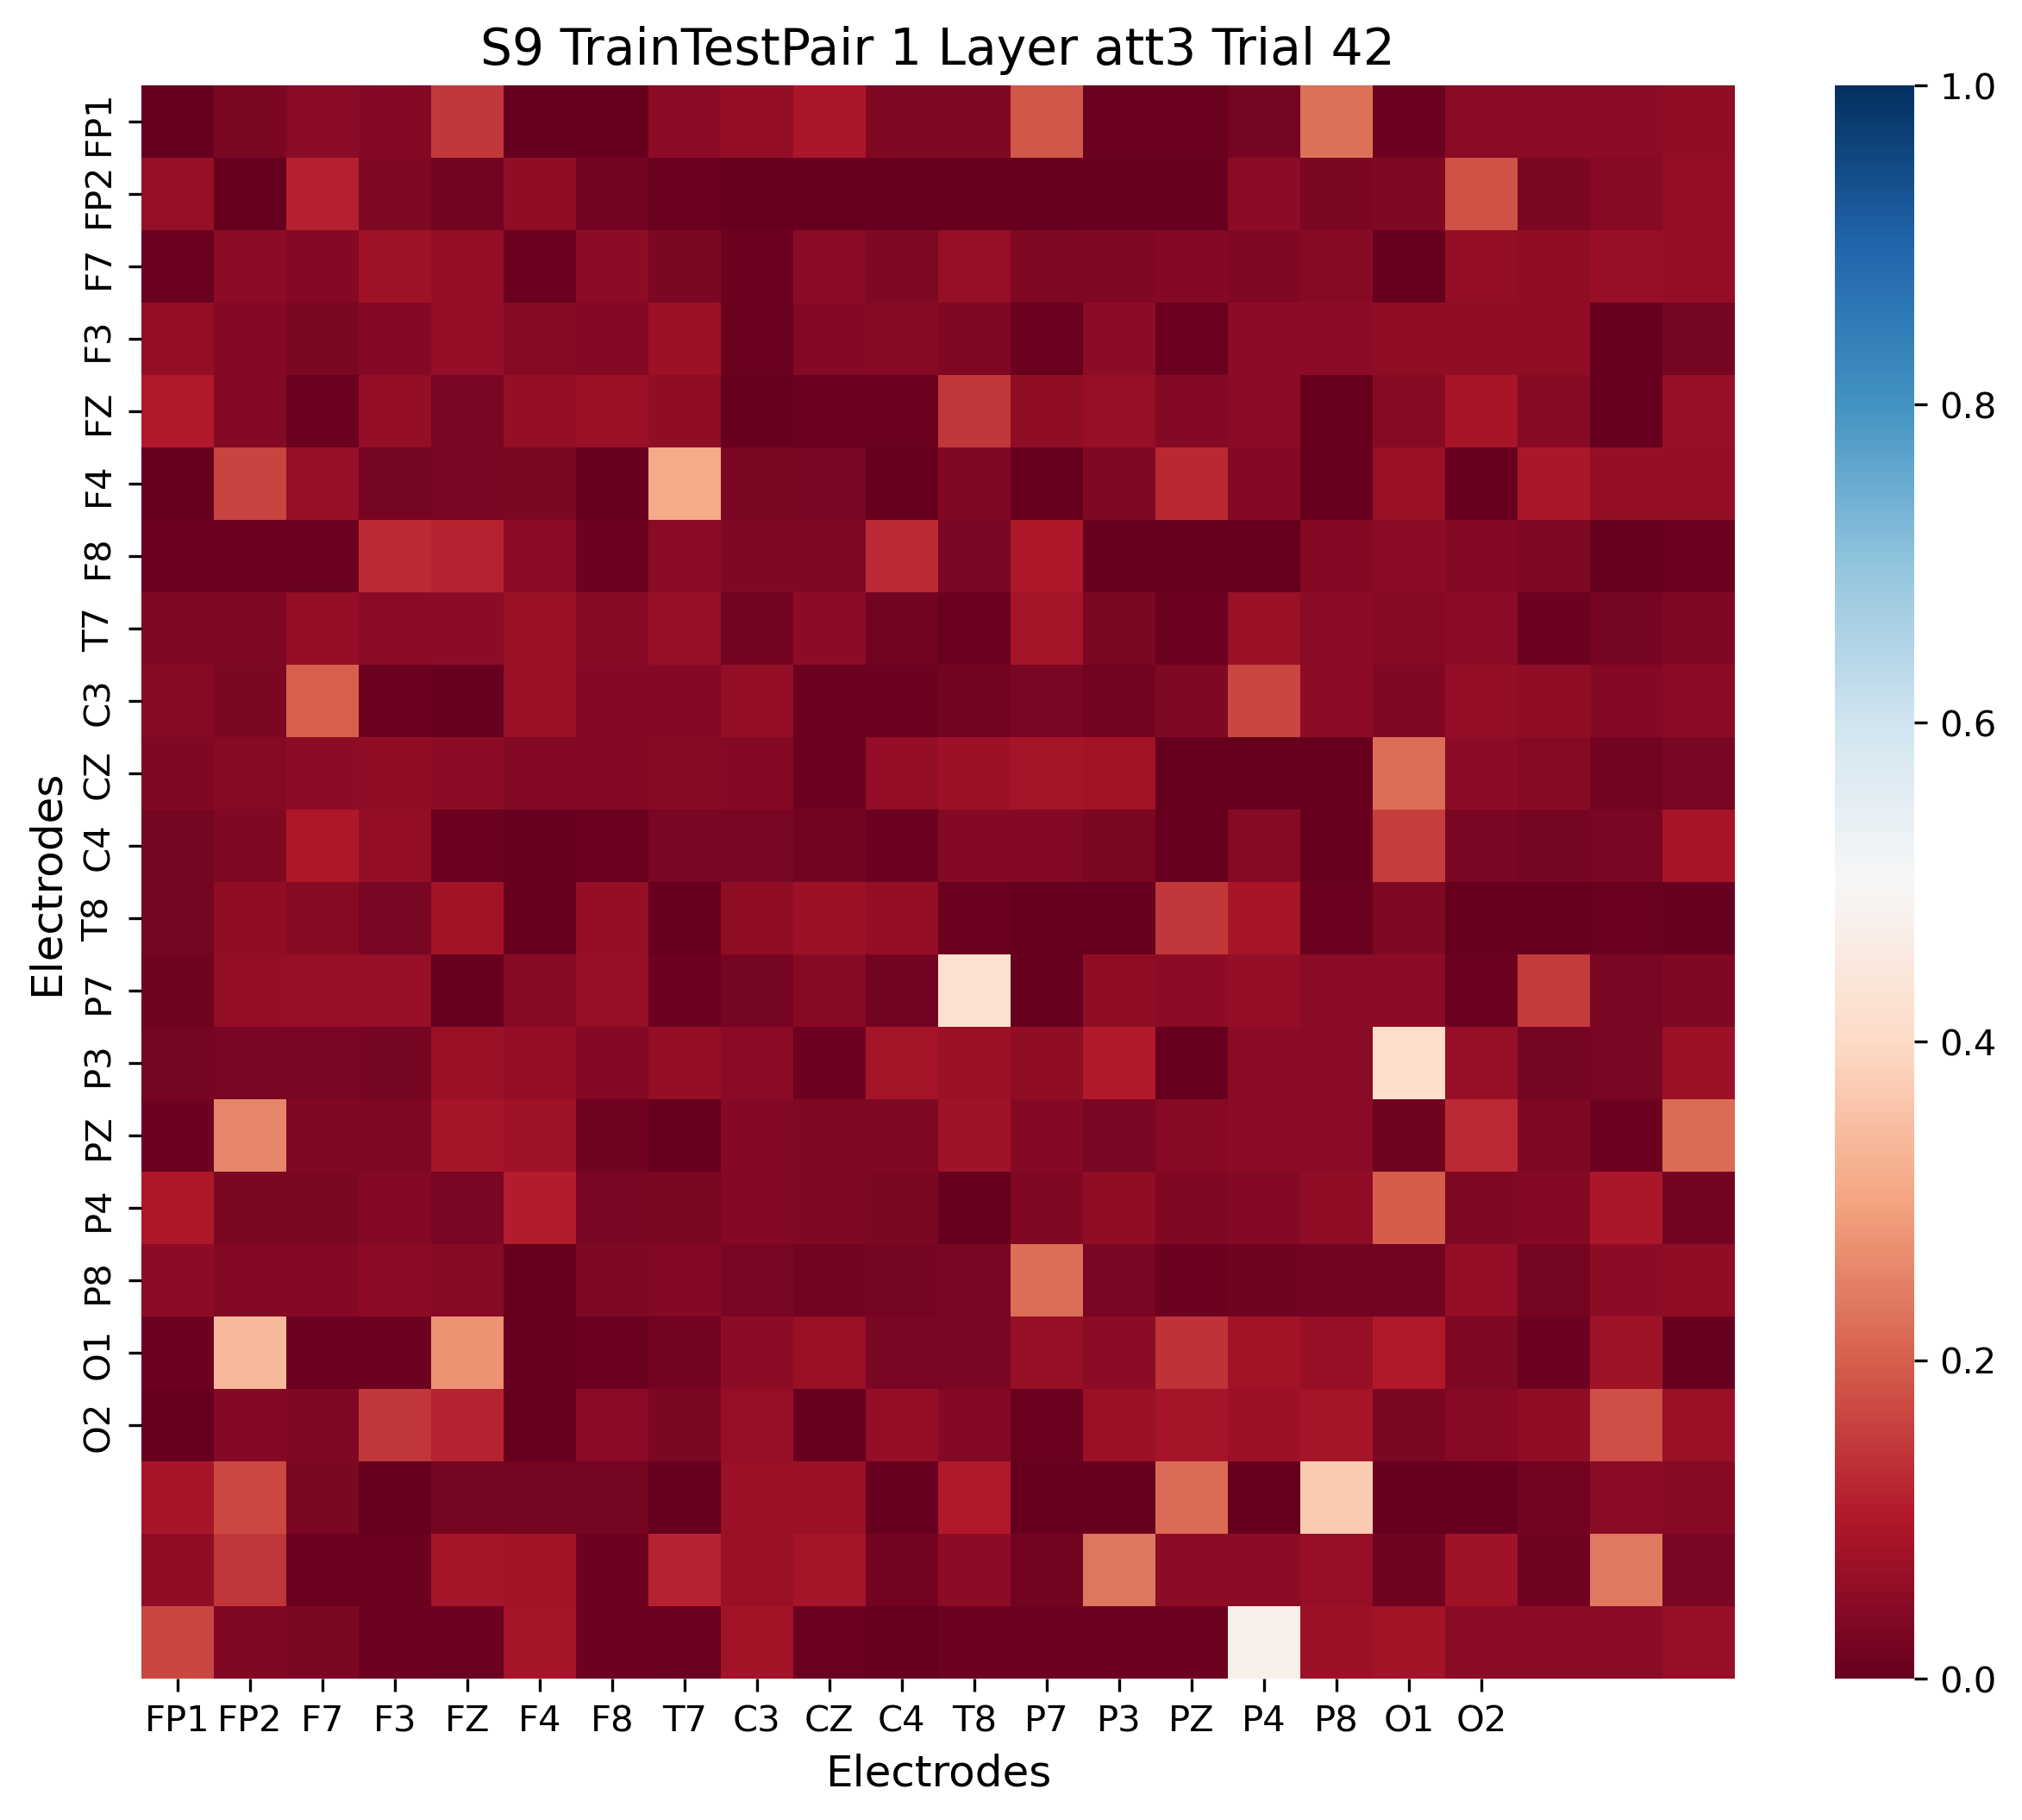 S9 TrainTestPair 1 Layer att3 Trial 42
Electrodes
FP1
FP2
F7
F3
FZ
F4
F8
T7
C3
CZ
C4
T8
P7
P3
PZ
P4
P8
O1
O2
FP1 FP2 F7 F3 FZ F4 F8 T7 C3 CZ C4 T8 P7 P3 PZ P4 P8 O1 O2
Electrodes
1.0
0.8
0.6
0.4
0.2
0.0